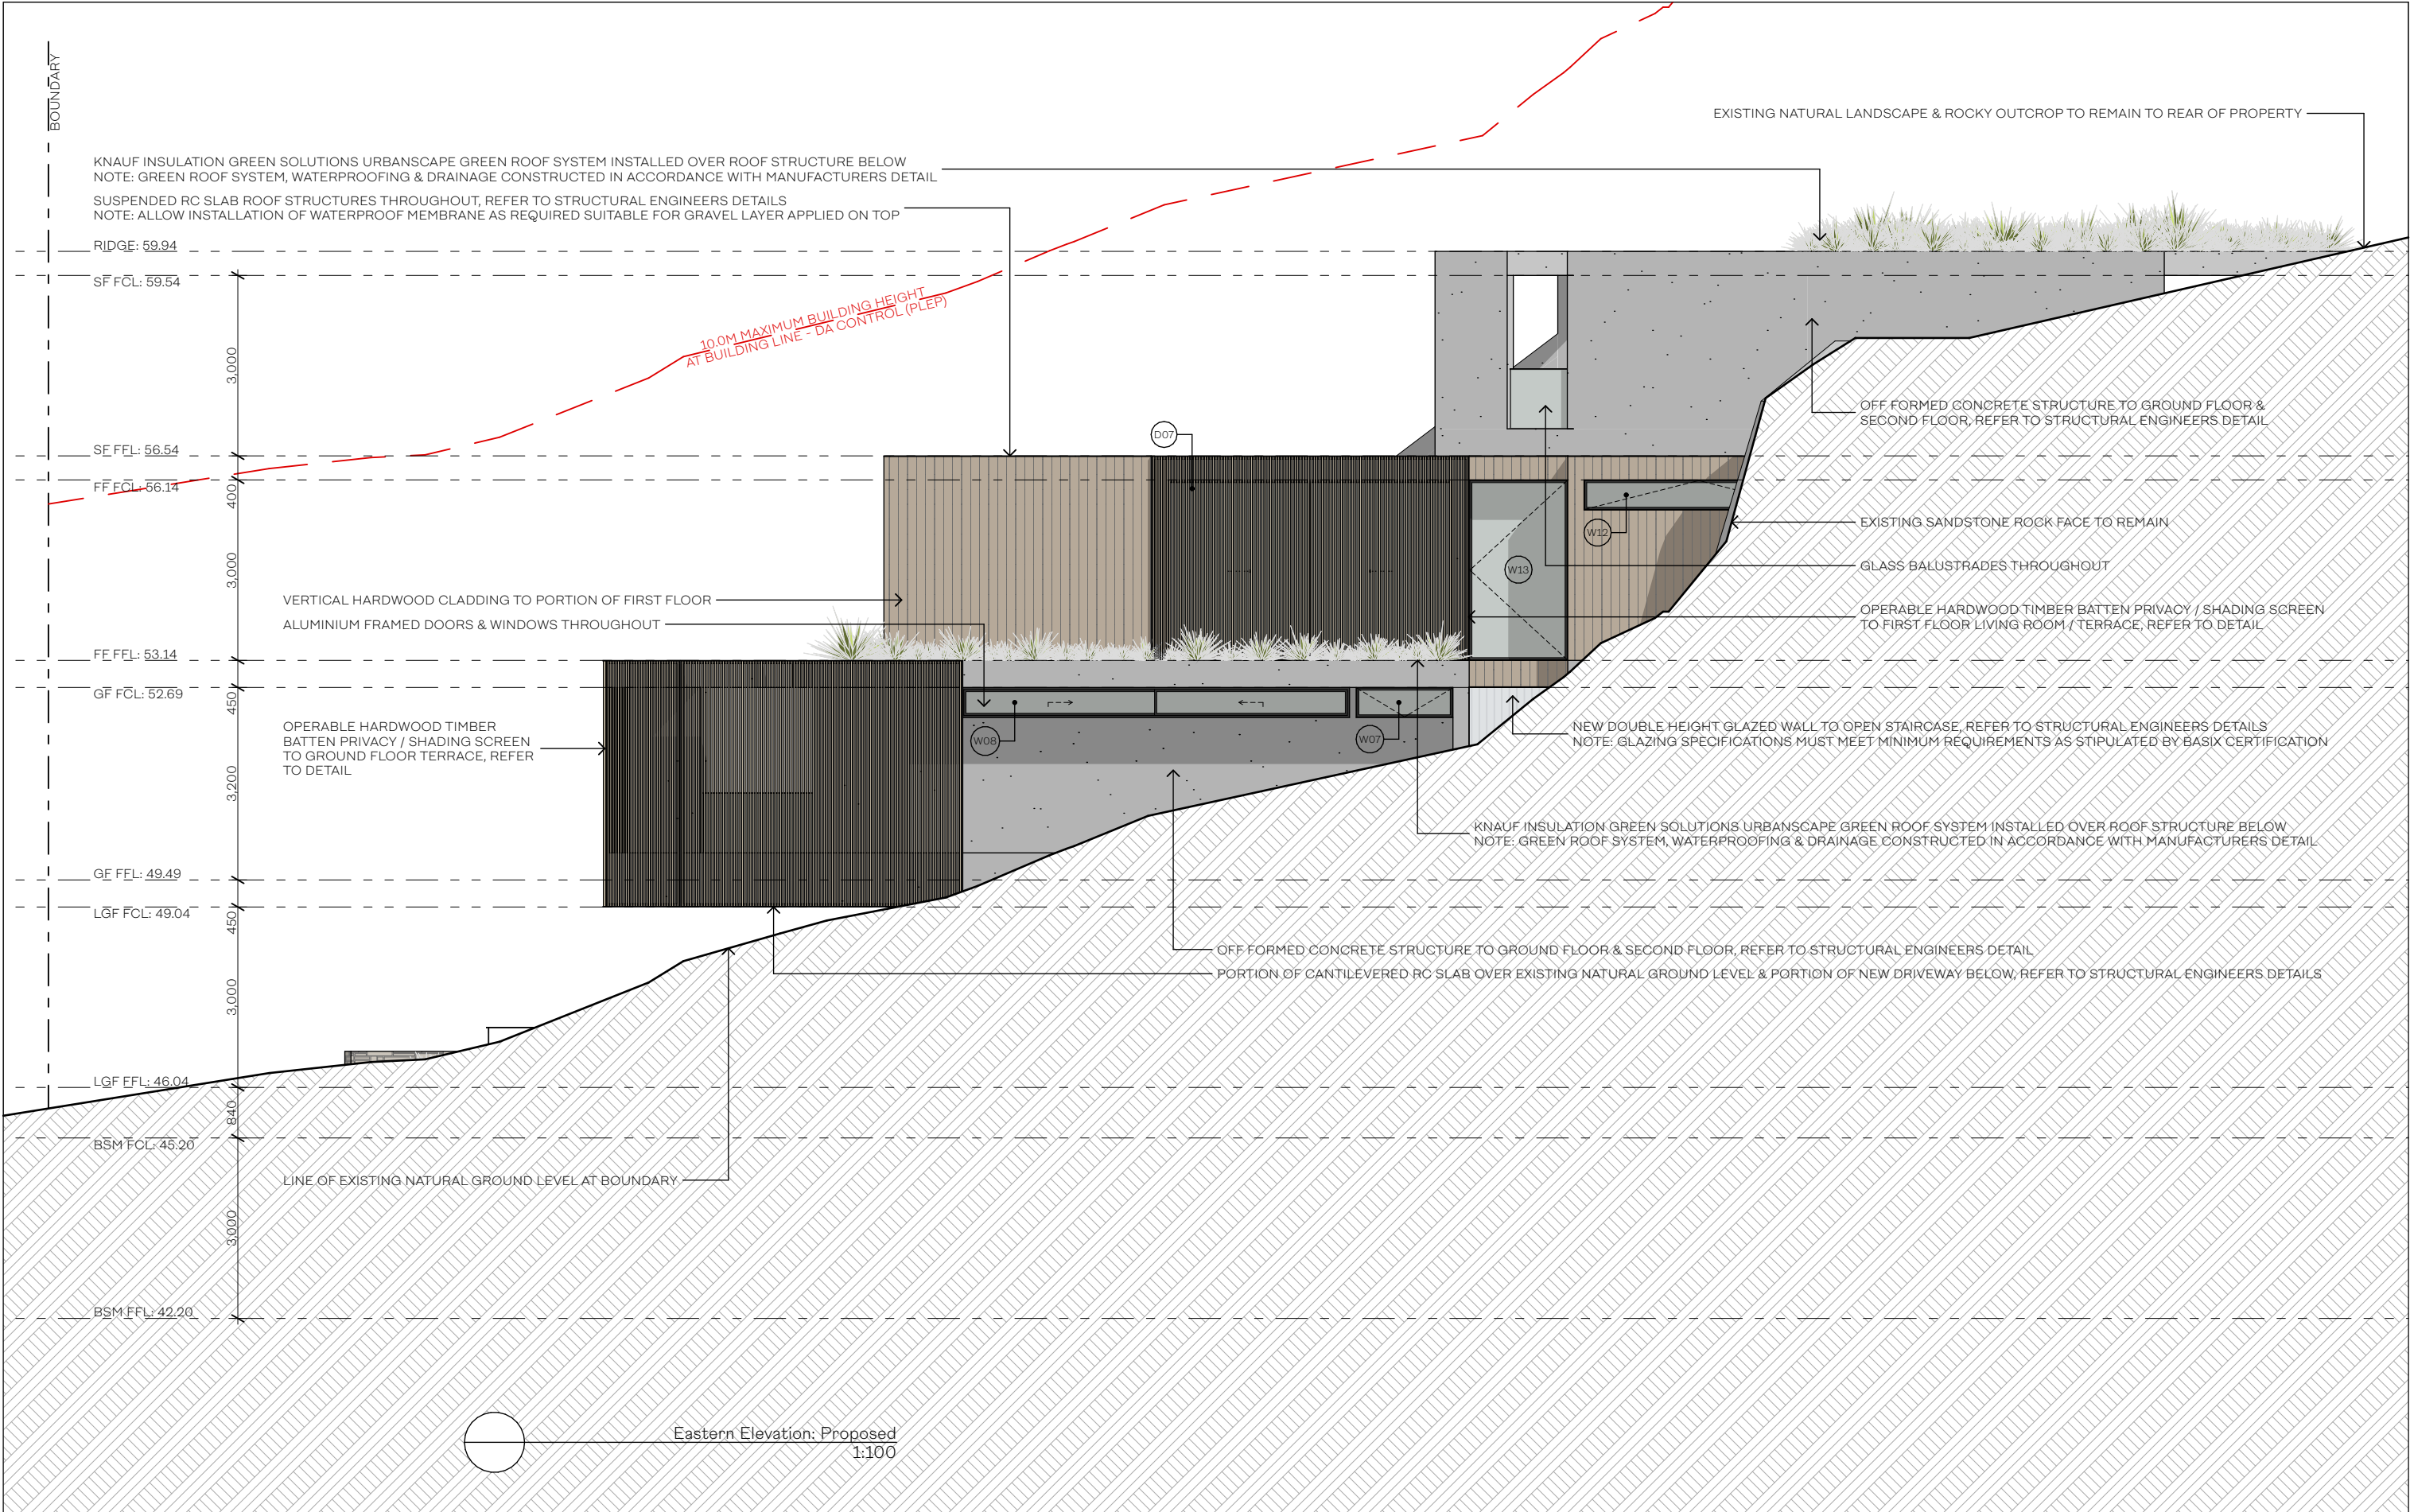 BOUNDARY
EXISTING NATURAL LANDSCAPE & ROCKY OUTCROP TO REMAIN TO REAR OF PROPERTY
KNAUF INSULATION GREEN SOLUTIONS URBANSCAPE GREEN ROOF SYSTEM INSTALLED OVER ROOF STRUCTURE BELOW
NOTE: GREEN ROOF SYSTEM, WATERPROOFING & DRAINAGE CONSTRUCTED IN ACCORDANCE WITH MANUFACTURERS DETAIL
SUSPENDED RC SLAB ROOF STRUCTURES THROUGHOUT, REFER TO STRUCTURAL ENGINEERS DETAILS
NOTE: ALLOW INSTALLATION OF WATERPROOF MEMBRANE AS REQUIRED SUITABLE FOR GRAVEL LAYER APPLIED ON TOP
RIDGE: 59.94
SF FCL: 59.54
10.0M MAXIMUM BUILDING HEIGHT
AT BUILDING LINE - DA CONTROL (PLEP)
3,000
OFF FORMED CONCRETE STRUCTURE TO GROUND FLOOR &
SECOND FLOOR, REFER TO STRUCTURAL ENGINEERS DETAIL
D07
SF FFL: 56.54
FF FCL: 56.14
400
EXISTING SANDSTONE ROCK FACE TO REMAIN
W12
3,000
W13
GLASS BALUSTRADES THROUGHOUT
VERTICAL HARDWOOD CLADDING TO PORTION OF FIRST FLOOR
OPERABLE HARDWOOD TIMBER BATTEN PRIVACY / SHADING SCREEN
TO FIRST FLOOR LIVING ROOM / TERRACE, REFER TO DETAIL
ALUMINIUM FRAMED DOORS & WINDOWS THROUGHOUT
FF FFL: 53.14
GF FCL: 52.69
450
OPERABLE HARDWOOD TIMBER
BATTEN PRIVACY / SHADING SCREEN
TO GROUND FLOOR TERRACE, REFER
TO DETAIL
W08
W07
NEW DOUBLE HEIGHT GLAZED WALL TO OPEN STAIRCASE, REFER TO STRUCTURAL ENGINEERS DETAILS
NOTE: GLAZING SPECIFICATIONS MUST MEET MINIMUM REQUIREMENTS AS STIPULATED BY BASIX CERTIFICATION
3,200
KNAUF INSULATION GREEN SOLUTIONS URBANSCAPE GREEN ROOF SYSTEM INSTALLED OVER ROOF STRUCTURE BELOW
NOTE: GREEN ROOF SYSTEM, WATERPROOFING & DRAINAGE CONSTRUCTED IN ACCORDANCE WITH MANUFACTURERS DETAIL
GF FFL: 49.49
LGF FCL: 49.04
450
OFF FORMED CONCRETE STRUCTURE TO GROUND FLOOR & SECOND FLOOR, REFER TO STRUCTURAL ENGINEERS DETAIL
PORTION OF CANTILEVERED RC SLAB OVER EXISTING NATURAL GROUND LEVEL & PORTION OF NEW DRIVEWAY BELOW, REFER TO STRUCTURAL ENGINEERS DETAILS
3,000
LGF FFL: 46.04
840
BSM FCL: 45.20
LINE OF EXISTING NATURAL GROUND LEVEL AT BOUNDARY
3,000
BSM FFL: 42.20
Eastern Elevation: Proposed
1:100